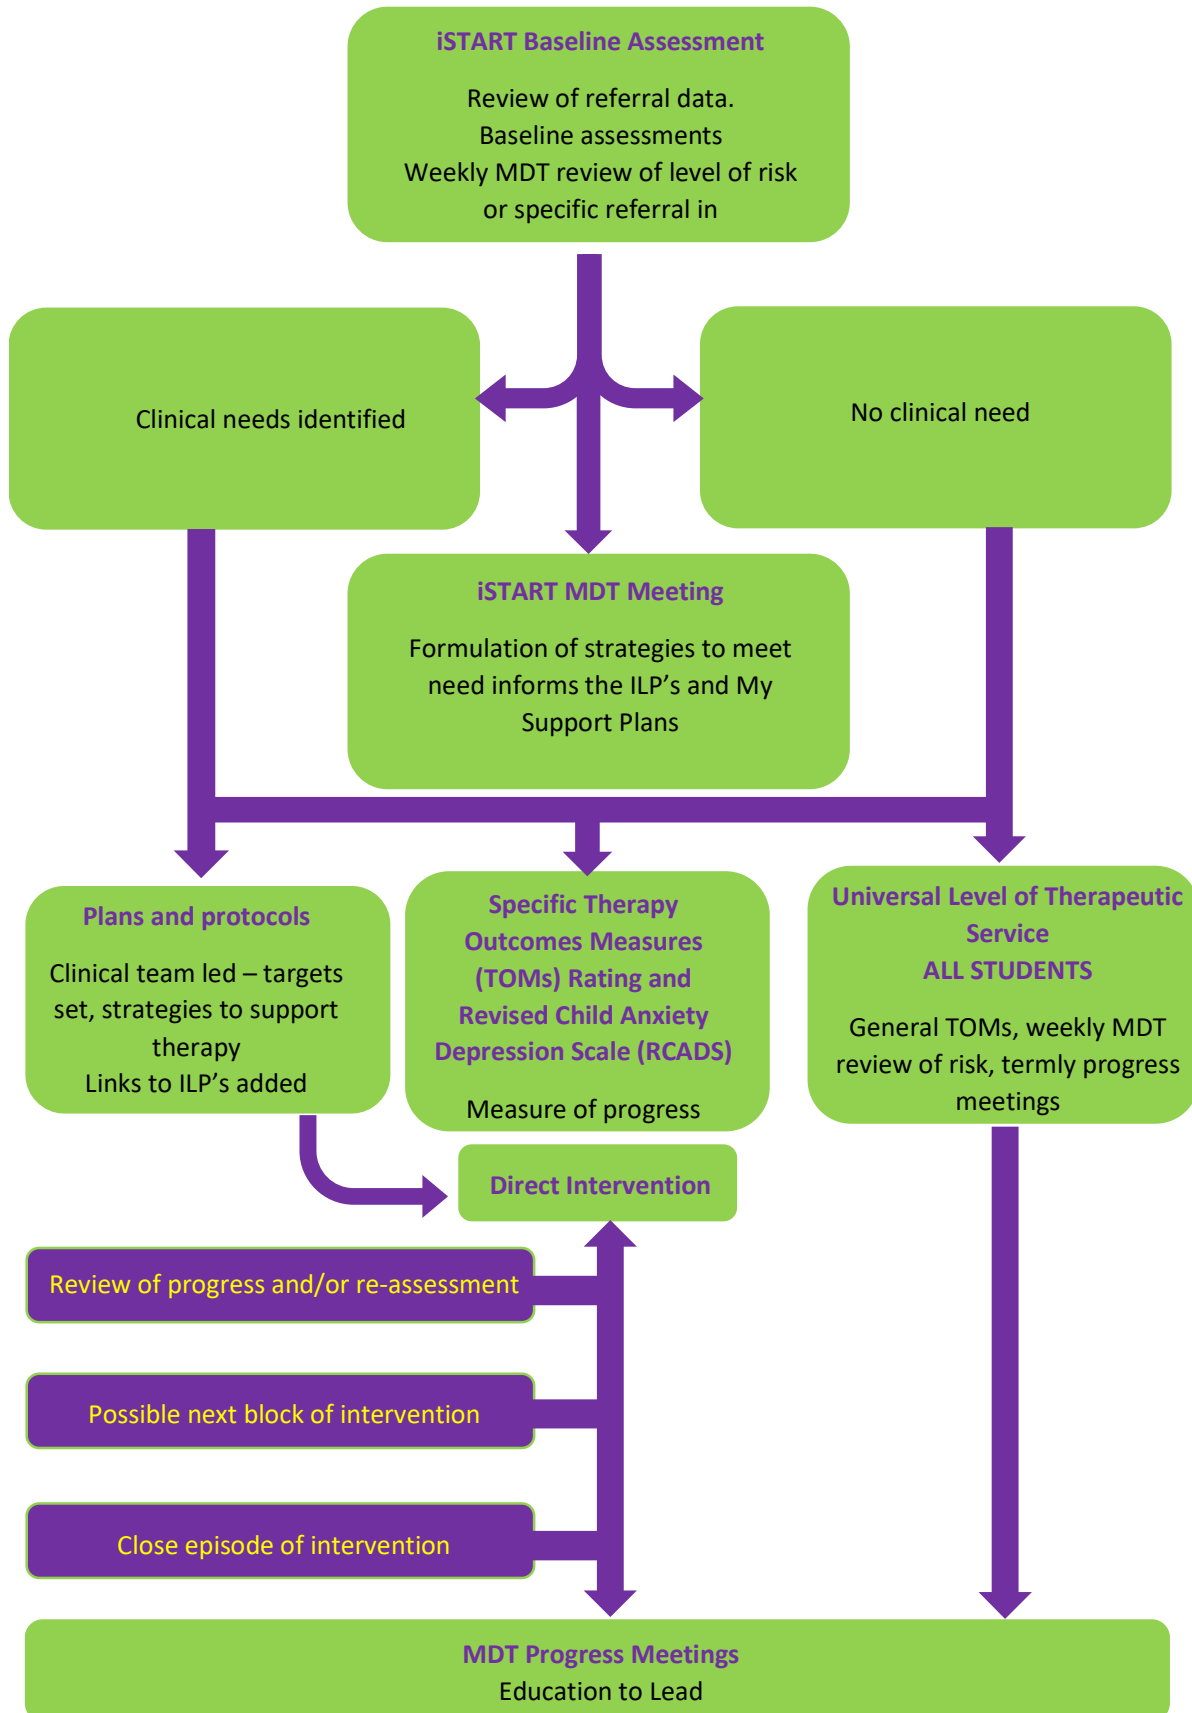 iSTART Baseline Assessment
Review of referral data.
Baseline assessments
Weekly MDT review of level of risk
or specific referral in
Clinical needs identified
No clinical need
iSTART MDT Meeting
Formulation of strategies to meet
need informs the ILP’s and My
Support Plans
Plans and protocols
Clinical team led – targets
set, strategies to support
therapy
Links to ILP’s added
Specific Therapy
Outcomes Measures
(TOMs) Rating and
Revised Child Anxiety
Depression Scale (RCADS)
Measure of progress
Universal Level of Therapeutic
Service
ALL STUDENTS
General TOMs, weekly MDT
review of risk, termly progress
meetings
Direct Intervention
Review of progress and/or re-assessment
Possible next block of intervention
Close episode of intervention
MDT Progress Meetings
Education to Lead